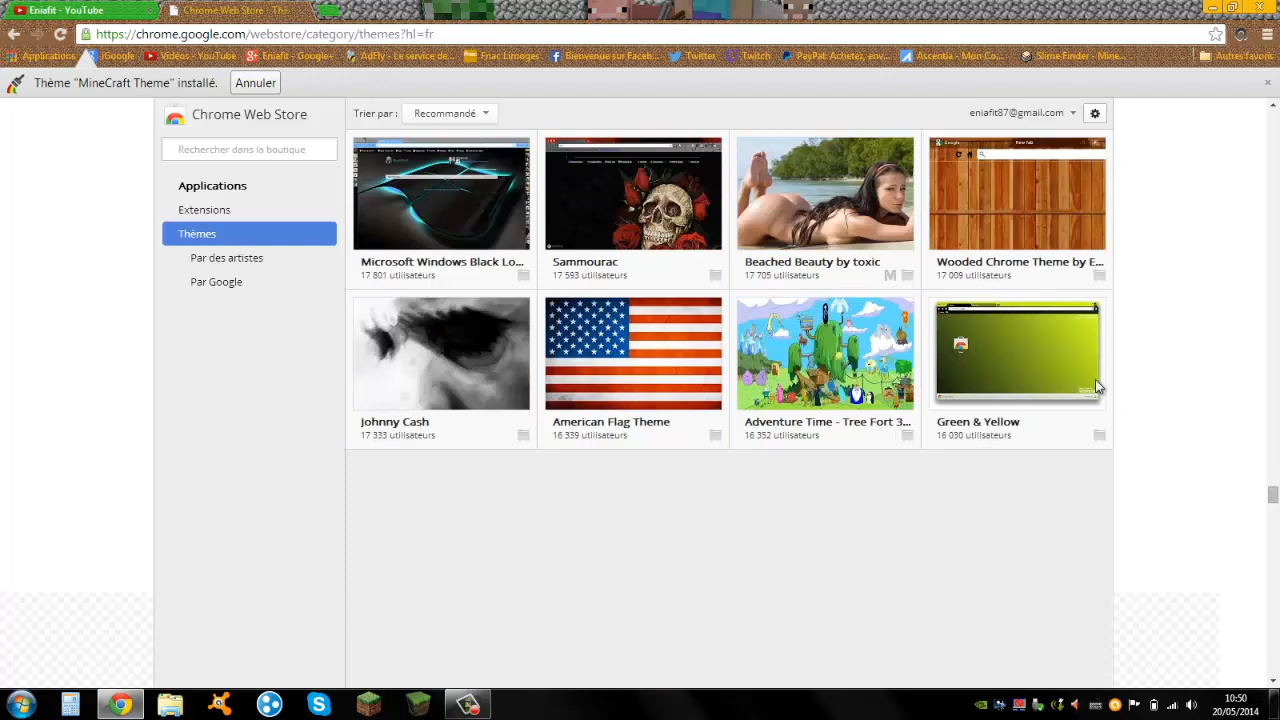 Eniafit - YouTube
Chrome Web Store - Thè
https://chrome.google.com/webstore/category/themes?hl=fr
Applications
iGoogle
Vidéos - YouTube
Eniafit - Google+
AdFly - Le service de...
Fnac Limoges
Bienvenue sur Faceb...
Twitter
Twitch
PayPal: Achetez, env...
Ascentia - Mon Co...
Slime Finder - Mine...
Autres favoris
Thème "MineCraft Theme" installé.
Annuler
Chrome Web Store
Trier par :
Recommandé
eniafit87@gmail.com
Rechercher dans la boutique
Applications
Extensions
Thèmes
Par des artistes
Par Google
Microsoft Windows Black Lo...
17 801 utilisateurs
Sammourac
17 593 utilisateurs
Beached Beauty by toxic
17 705 utilisateurs
M
Wooded Chrome Theme by E...
17 009 utilisateurs
Johnny Cash
17 333 utilisateurs
American Flag Theme
16 339 utilisateurs
Adventure Time - Tree Fort 3...
16 352 utilisateurs
Green & Yellow
16 030 utilisateurs
10:50
20/05/2014